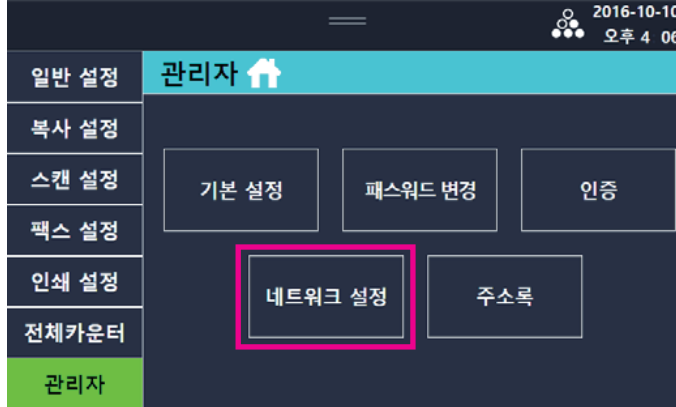 2016-10-10
오후 4 06
일반 설정
복사 설정
스캔 설정
팩스 설정
인쇄 설정
전체카운터
관리자
관리자
기본 설정
패스워드 변경
인증
네트워크 설정
주소록